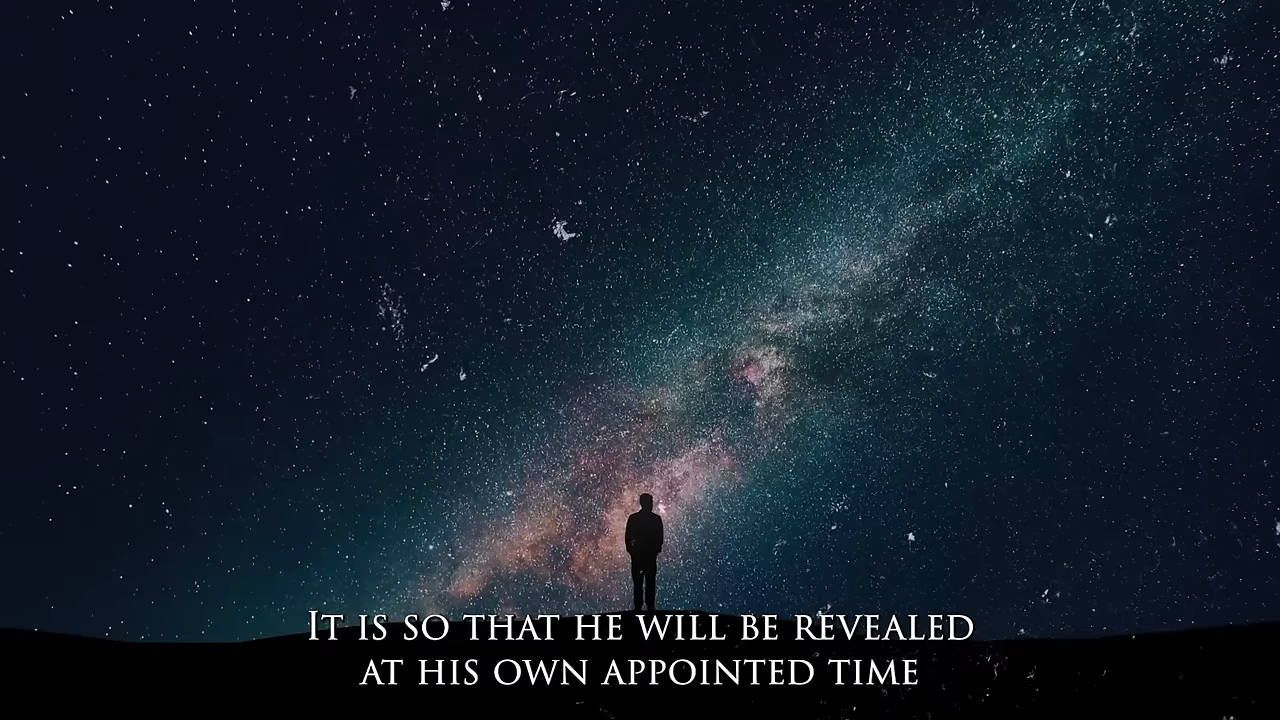 It is so that he will be revealed
at his own appointed time